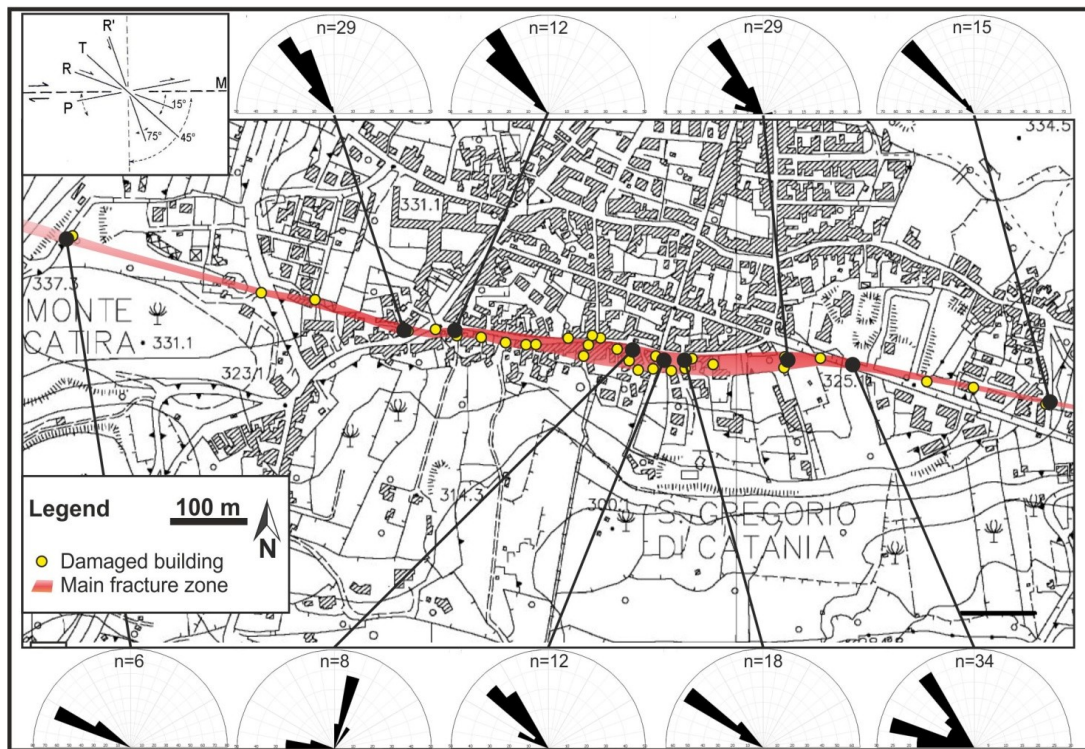 n=29
n=12
n=29
n=15
R'
T
R
M
P
15°
45°
75°
334.5
331.1
337.3
MONTE
CATIRA
331.1
323.1
325.1
314.3
300.1
S. GREGORIO
DI CATANIA
Legend
100 m
N
Damaged building
Main fracture zone
n=6
n=8
n=12
n=18
n=34